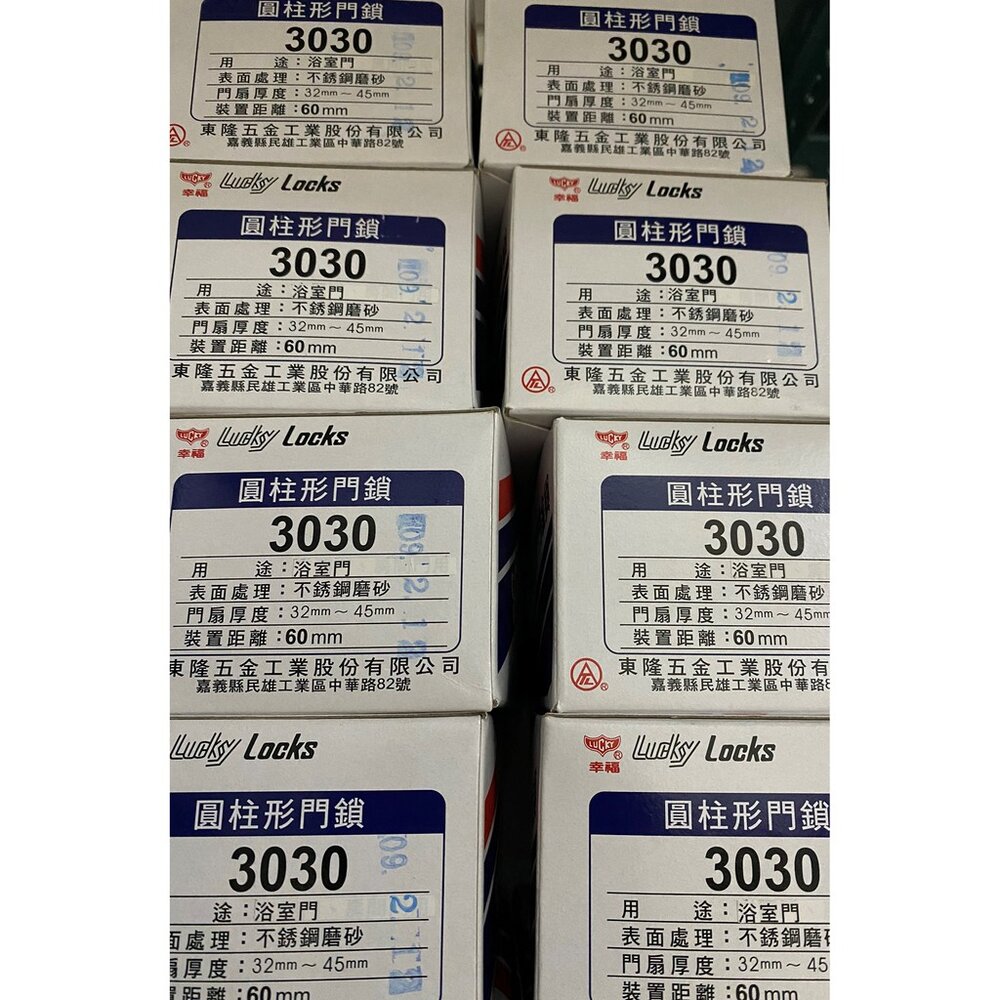 圓柱形門鎖
3030
用 途：浴室門
表面處理：不銹鋼磨砂
門扇厚度：32mm～45mm
裝置距離：60mm
東隆五金工業股份有限公司
嘉義縣民雄工業區中華路82號
圓柱形門鎖
3030
用 途：浴室門
表面處理：不銹鋼磨砂
門扇厚度：32mm～45mm
裝置距離：60mm
東隆五金工業股份有限公司
嘉義縣民雄工業區中華路82號
LUCKY
幸福
Lucky Locks
圓柱形門鎖
3030
用 途：浴室門
表面處理：不銹鋼磨砂
門扇厚度：32mm～45mm
裝置距離：60mm
東隆五金工業股份有限公司
嘉義縣民雄工業區中華路82號
LUCKY
幸福
Lucky Locks
圓柱形門鎖
3030
用 途：浴室門
表面處理：不銹鋼磨砂
門扇厚度：32mm～45mm
裝置距離：60mm
東隆五金工業股份有限公司
嘉義縣民雄工業區中華路82號
LUCKY
幸福
Lucky Locks
圓柱形門鎖
3030
用 途：浴室門
表面處理：不銹鋼磨砂
門扇厚度：32mm～45mm
裝置距離：60mm
東隆五金工業股份有限公司
嘉義縣民雄工業區中華路82號
LUCKY
幸福
Lucky Locks
圓柱形門鎖
3030
用 途：浴室門
表面處理：不銹鋼磨砂
門扇厚度：32mm～45mm
裝置距離：60mm
東隆五金工業股份有限公司
嘉義縣民雄工業區中華路8
Lucky Locks
圓柱形門鎖
3030
途：浴室門
面處理：不銹鋼磨砂
扇厚度：32mm～45mm
距離：60mm
LUCKY
幸福
Lucky Locks
圓柱形門鎖
3030
用 途：浴室門
表面處理：不銹鋼磨
門扇厚度：32mm～45
裝置距離：60mm